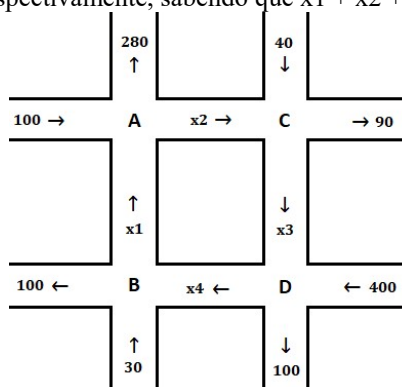 spectivamente, sabendo que x1 + x2 +
280 40
↑ ↓
100 → A x2 → C → 90
↑ ↓
x1 x3
100 ← B x4 ← D ← 400
↑ ↓
30 100